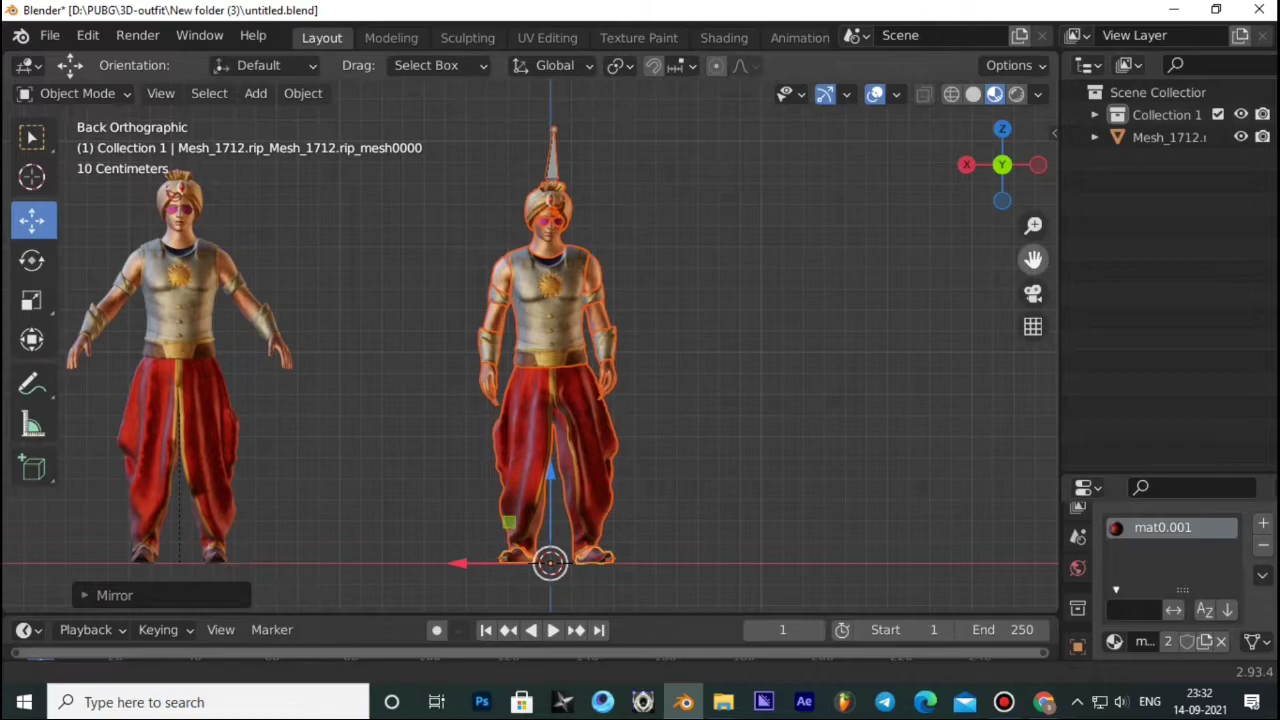 Blender* [D:\PUBG\3D-outfit\New folder (3)\untitled.blend]
File Edit Render Window Help Layout Modeling Sculpting UV Editing Texture Paint Shading Animation Scene View Layer
Orientation: Default Drag: Select Box Global Options
Object Mode View Select Add Object
Scene Collection
Collection 1
Mesh_1712.r
Back Orthographic
(1) Collection 1 | Mesh_1712.rip_Mesh_1712.rip_mesh0000
10 Centimeters
Z
X
Y
mat0.001
Mirror
m... 2
Playback Keying View Marker 1 Start 1 End 250
2.93.4
Type here to search
ENG
23:32
14-09-2021